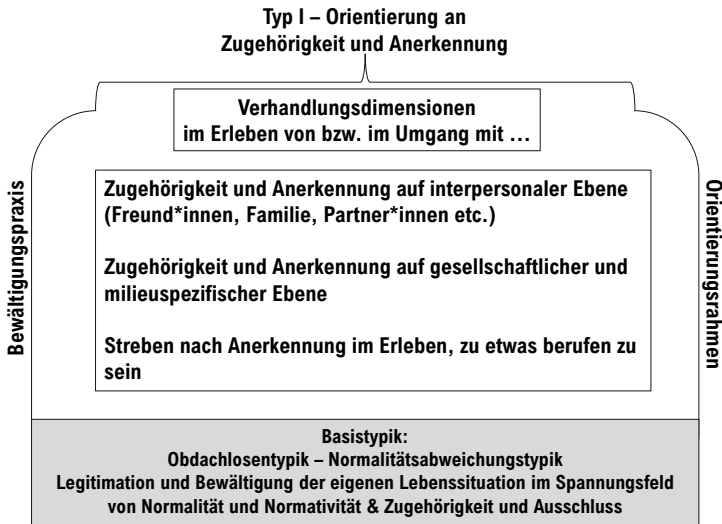 Typ I – Orientierung an
Zugehörigkeit und Anerkennung
Verhandlungsdimensionen
im Erleben von bzw. im Umgang mit …
Bewältigungspraxis
Zugehörigkeit und Anerkennung auf interpersonaler Ebene
(Freund*innen, Familie, Partner*innen etc.)
Zugehörigkeit und Anerkennung auf gesellschaftlicher und
milieuspezifischer Ebene
Streben nach Anerkennung im Erleben, zu etwas berufen zu
sein
Orientierungsrahmen
Basistypik:
Obdachlosentypik – Normalitätsabweichungstypik
Legitimation und Bewältigung der eigenen Lebenssituation im Spannungsfeld
von Normalität und Normativität & Zugehörigkeit und Ausschluss